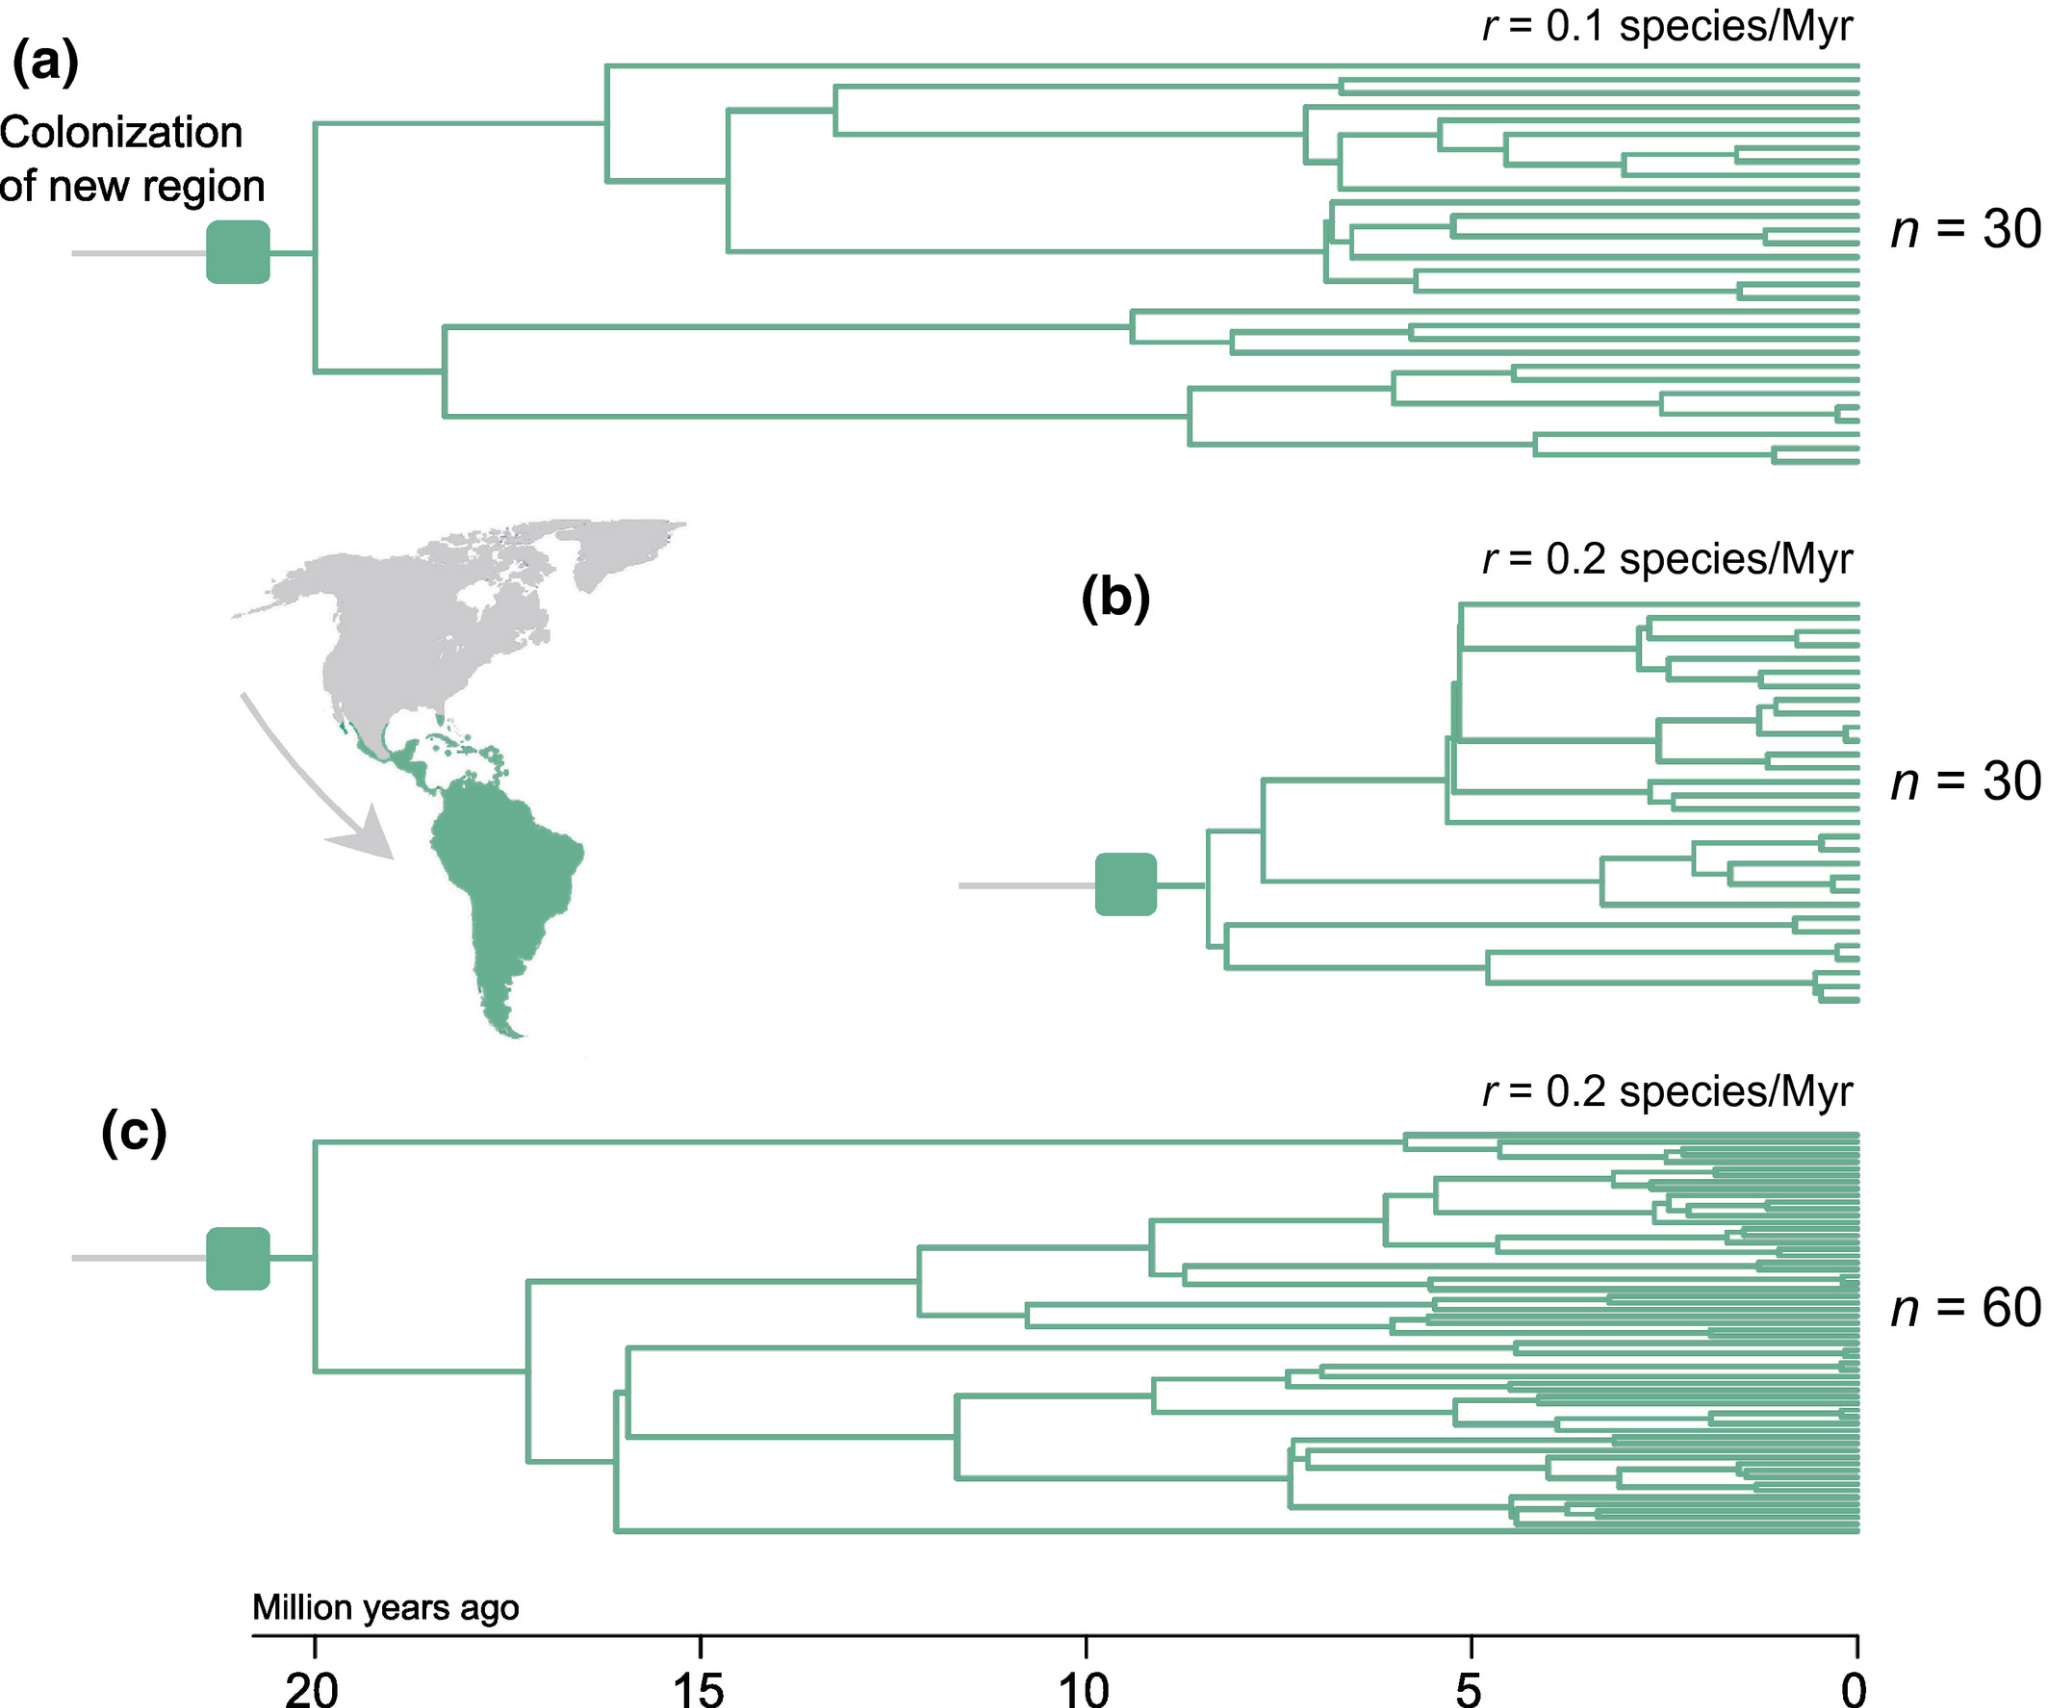 r = 0.1 species/Myr
(a)
Colonization
of new region
n = 30
r = 0.2 species/Myr
(b)
n = 30
r = 0.2 species/Myr
(c)
n = 60
Million years ago
20 15 10 5 0